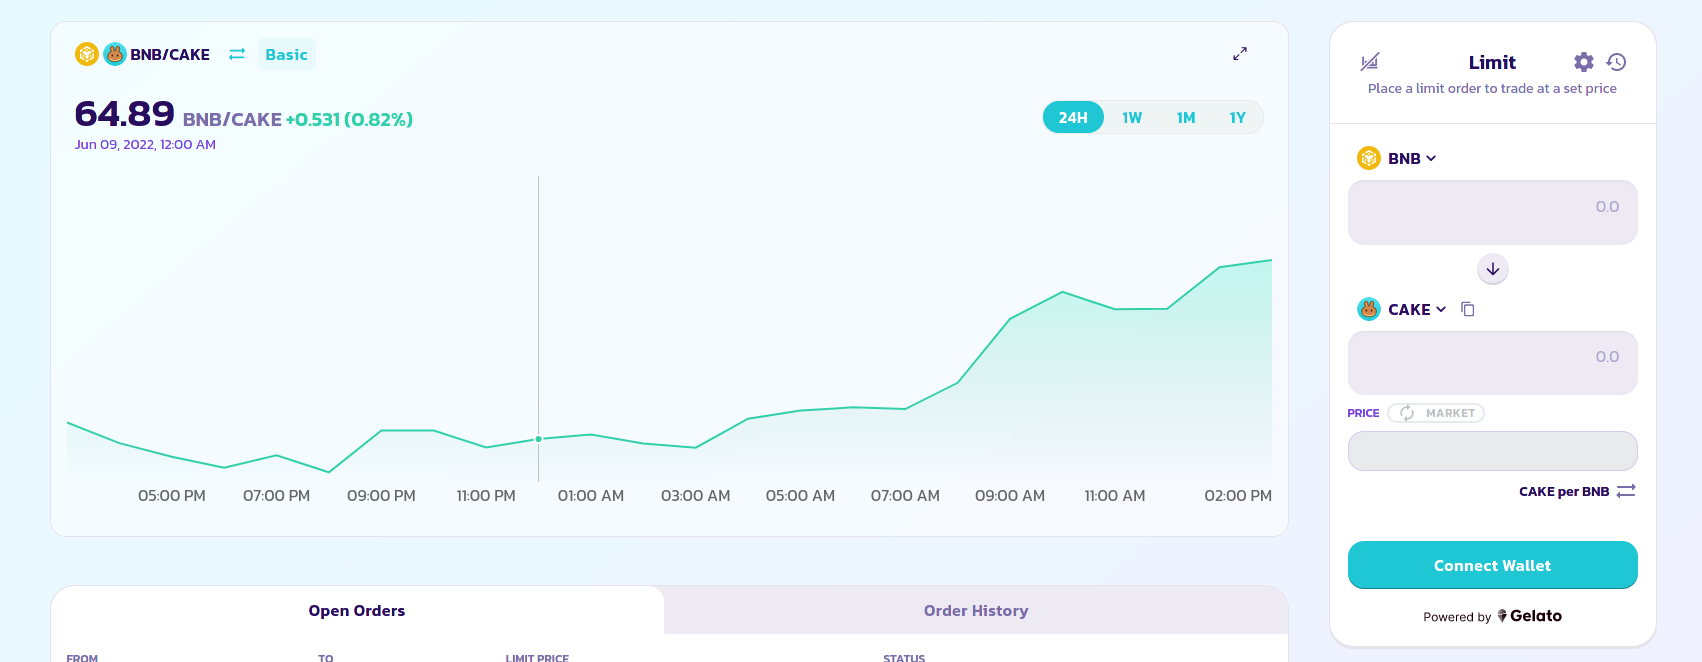 BNB/CAKE Basic
64.89 BNB/CAKE +0.531 (0.82%)
Jun 09, 2022, 12:00 AM
24H 1W 1M 1Y
05:00 PM 07:00 PM 09:00 PM 11:00 PM 01:00 AM 03:00 AM 05:00 AM 07:00 AM 09:00 AM 11:00 AM 02:00 PM
Open Orders Order History
FROM TO LIMIT PRICE STATUS
Limit
Place a limit order to trade at a set price
BNB
0.0
CAKE
0.0
PRICE MARKET
CAKE per BNB
Connect Wallet
Powered by Gelato